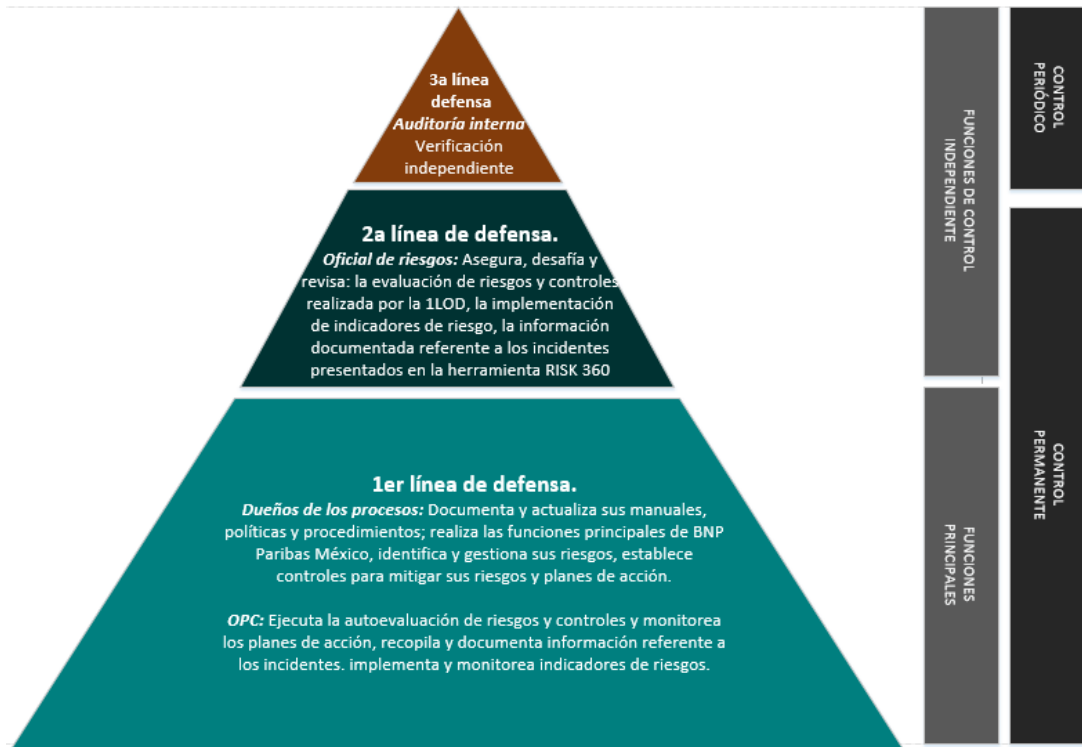 3a línea
defensa
Auditoría interna
Verificación
independiente
2a línea de defensa.
Oficial de riesgos: Asegura, desafía y
revisa: la evaluación de riesgos y controles
realizada por la 1LOD, la implementación
de indicadores de riesgo, la información
documentada referente a los incidentes
presentados en la herramienta RISK 360
1er línea de defensa.
Dueños de los procesos: Documenta y actualiza sus manuales,
políticas y procedimientos; realiza las funciones principales de BNP
Paribas México, identifica y gestiona sus riesgos, establece
controles para mitigar sus riesgos y planes de acción.
OPC: Ejecuta la autoevaluación de riesgos y controles y monitorea
los planes de acción, recopila y documenta información referente a
los incidentes. implementa y monitorea indicadores de riesgos.
FUNCIONES DE CONTROL
INDEPENDIENTE
FUNCIONES
PRINCIPALES
CONTROL
PERIÓDICO
CONTROL
PERMANENTE